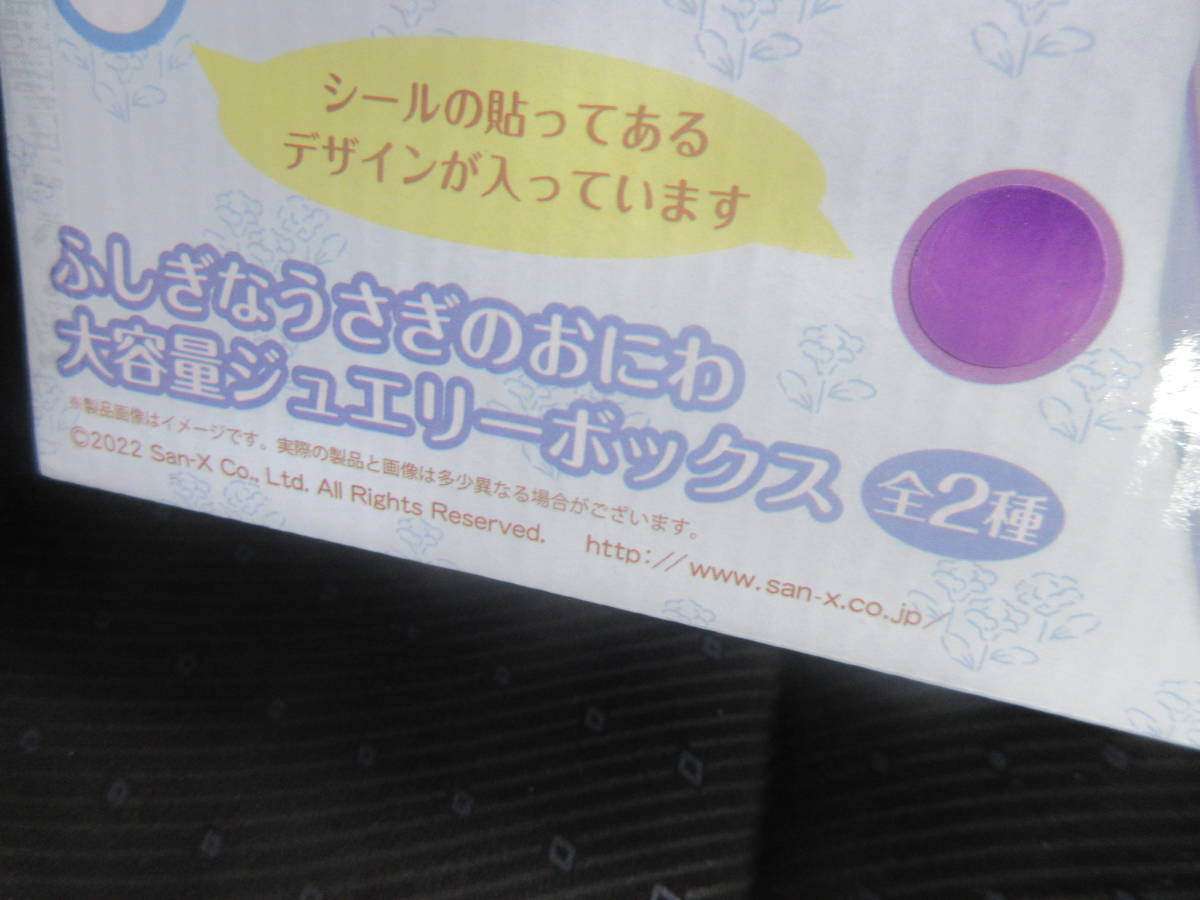 シールの貼ってある
デザインが入っています
ふしぎなうさぎのおにわ
大容量ジュエリーボックス 全2種
※製品画像はイメージです。実際の製品と画像は多少異なる場合がございます。
©2022 San-X Co., Ltd. All Rights Reserved. http://www.san-x.co.jp/